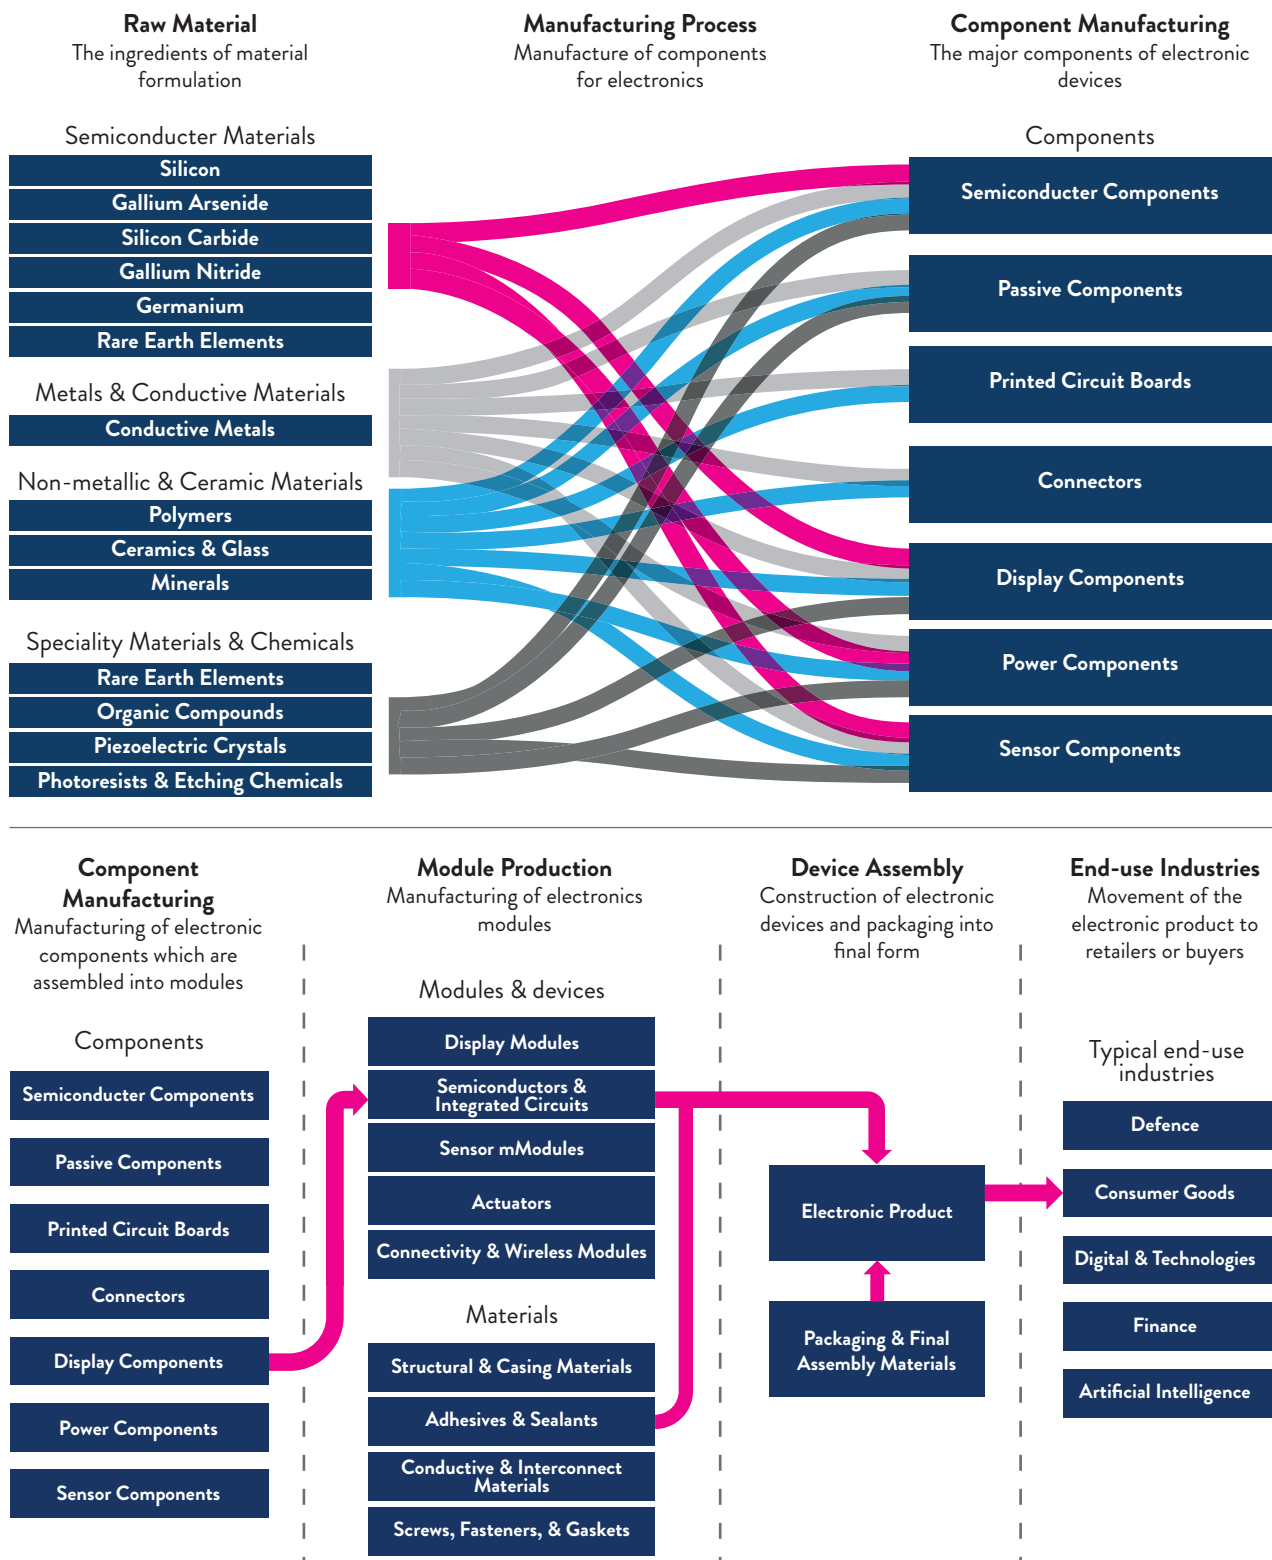 Raw Material
The ingredients of material
formulation
Manufacturing Process
Manufacture of components
for electronics
Component Manufacturing
The major components of electronic
devices
Semiconducter Materials
Silicon
Gallium Arsenide
Silicon Carbide
Gallium Nitride
Germanium
Rare Earth Elements
Metals & Conductive Materials
Conductive Metals
Non-metallic & Ceramic Materials
Polymers
Ceramics & Glass
Minerals
Speciality Materials & Chemicals
Rare Earth Elements
Organic Compounds
Piezoelectric Crystals
Photoresists & Etching Chemicals
Components
Semiconducter Components
Passive Components
Printed Circuit Boards
Connectors
Display Components
Power Components
Sensor Components
Component
Manufacturing
Manufacturing of electronic
components which are
assembled into modules
Components
Semiconducter Components
Passive Components
Printed Circuit Boards
Connectors
Display Components
Power Components
Sensor Components
Module Production
Manufacturing of electronics
modules
Modules & devices
Display Modules
Semiconductors &
Integrated Circuits
Sensor mModules
Actuators
Connectivity & Wireless Modules
Materials
Structural & Casing Materials
Adhesives & Sealants
Conductive & Interconnect
Materials
Screws, Fasteners, & Gaskets
Device Assembly
Construction of electronic
devices and packaging into
final form
Electronic Product
Packaging & Final
Assembly Materials
End-use Industries
Movement of the
electronic product to
retailers or buyers
Typical end-use
industries
Defence
Consumer Goods
Digital & Technologies
Finance
Artificial Intelligence